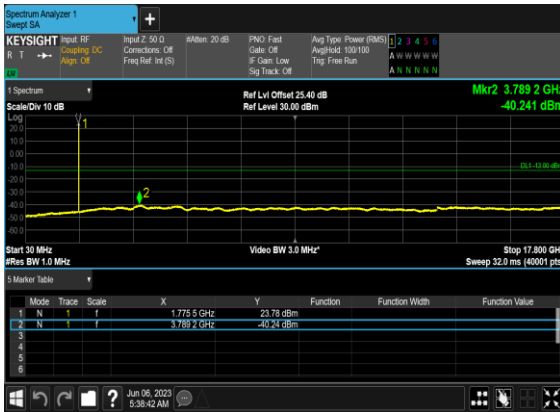 Spectrum Analyzer 1
Swept SA
+
KEYSIGHT
R T
Input: RF
Coupling: DC
Align: Off
Input Z: 50 Ω
Corrections: Off
Freq Ref: Int (S)
#Atten: 20 dB
PNO: Fast
Gate: Off
IF Gain: Low
Sig Track: Off
Avg Type: Power (RMS)
Avg|Hold: 100/100
Trig: Free Run
1 2 3 4 5 6
A W W W W W
A N N N N N
1 Spectrum
Scale/Div 10 dB
Ref Lvl Offset 25.40 dB
Ref Level 30.00 dBm
Mkr2 3.789 2 GHz
-40.241 dBm
Log
20.0
10.0
0.00
-10.0
-20.0
-30.0
-40.0
-50.0
-60.0
1
2
DL1 -13.00 dBm
Start 30 MHz
#Res BW 1.0 MHz
Video BW 3.0 MHz*
Stop 17.800 GH
Sweep 32.0 ms (40001 pts
5 Marker Table
Mode Trace Scale X Y Function Function Width Function Value
1 N 1 f 1.775 5 GHz 23.78 dBm
2 N 1 f 3.789 2 GHz -40.24 dBm
3
4
5
6
?
Jun 06, 2023
5:38:42 AM